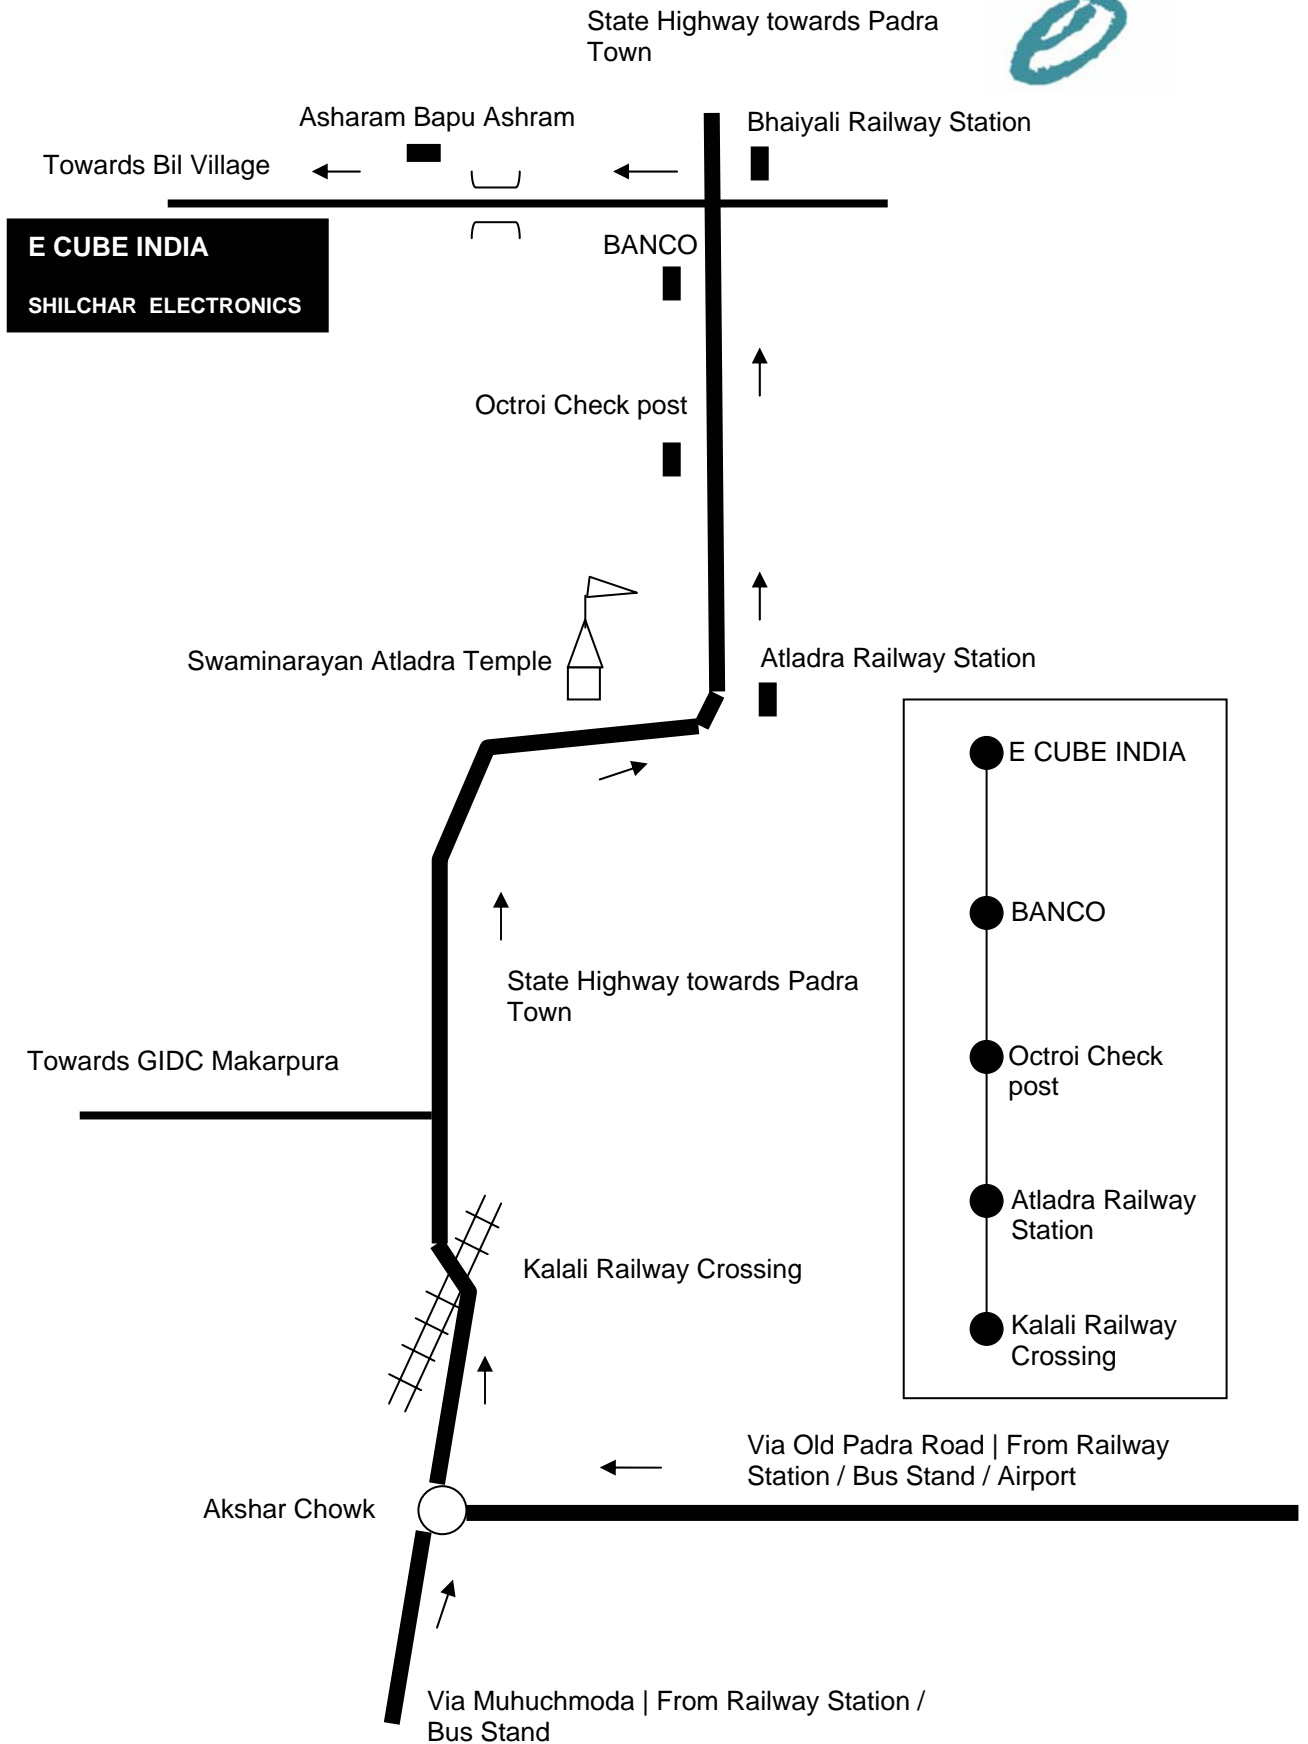 State Highway towards Padra
Town
Asharam Bapu Ashram
Bhaiyali Railway Station
Towards Bil Village
E CUBE INDIA
SHILCHAR ELECTRONICS
BANCO
Octroi Check post
Swaminarayan Atladra Temple
Atladra Railway Station
E CUBE INDIA
BANCO
Octroi Check
post
Atladra Railway
Station
Kalali Railway
Crossing
State Highway towards Padra
Town
Towards GIDC Makarpura
Kalali Railway Crossing
Via Old Padra Road | From Railway
Station / Bus Stand / Airport
Akshar Chowk
Via Muhuchmoda | From Railway Station /
Bus Stand